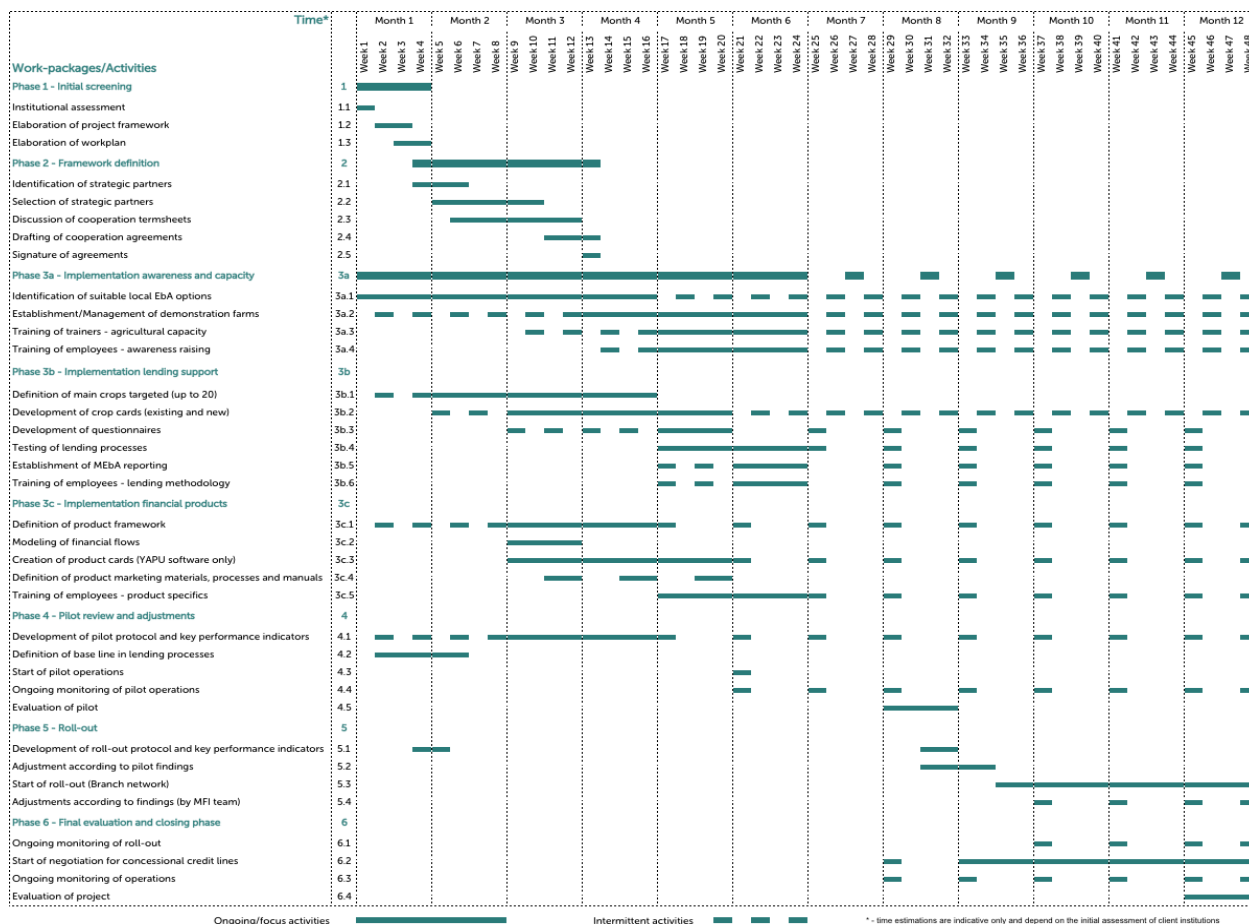 Time*
Month 1 Month 2 Month 3 Month 4 Month 5 Month 6 Month 7 Month 8 Month 9 Month 10 Month 11 Month 12
Week 1 Week 2 Week 3 Week 4 Week 5 Week 6 Week 7 Week 8 Week 9 Week 10 Week 11 Week 12 Week 13 Week 14 Week 15 Week 16 Week 17 Week 18 Week 19 Week 20 Week 21 Week 22 Week 23 Week 24 Week 25 Week 26 Week 27 Week 28 Week 29 Week 30 Week 31 Week 32 Week 33 Week 34 Week 35 Week 36 Week 37 Week 38 Week 39 Week 40 Week 41 Week 42 Week 43 Week 44 Week 45 Week 46 Week 47 Week 48
Work-packages/Activities
Phase 1 - Initial screening 1
Institutional assessment 1.1
Elaboration of project framework 1.2
Elaboration of workplan 1.3
Phase 2 - Framework definition 2
Identification of strategic partners 2.1
Selection of strategic partners 2.2
Discussion of cooperation termsheets 2.3
Drafting of cooperation agreements 2.4
Signature of agreements 2.5
Phase 3a - Implementation awareness and capacity 3a
Identification of suitable local EbA options 3a.1
Establishment/Management of demonstration farms 3a.2
Training of trainers - agricultural capacity 3a.3
Training of employees - awareness raising 3a.4
Phase 3b - Implementation lending support 3b
Definition of main crops targeted (up to 20) 3b.1
Development of crop cards (existing and new) 3b.2
Development of questionnaires 3b.3
Testing of lending processes 3b.4
Establishment of MEbA reporting 3b.5
Training of employees - lending methodology 3b.6
Phase 3c - Implementation financial products 3c
Definition of product framework 3c.1
Modeling of financial flows 3c.2
Creation of product cards (YAPU software only) 3c.3
Definition of product marketing materials, processes and manuals 3c.4
Training of employees - product specifics 3c.5
Phase 4 - Pilot review and adjustments 4
Development of pilot protocol and key performance indicators 4.1
Definition of base line in lending processes 4.2
Start of pilot operations 4.3
Ongoing monitoring of pilot operations 4.4
Evaluation of pilot 4.5
Phase 5 - Roll-out 5
Development of roll-out protocol and key performance indicators 5.1
Adjustment according to pilot findings 5.2
Start of roll-out (Branch network) 5.3
Adjustments according to findings (by MFI team) 5.4
Phase 6 - Final evaluation and closing phase 6
Ongoing monitoring of roll-out 6.1
Start of negotiation for concessional credit lines 6.2
Ongoing monitoring of operations 6.3
Evaluation of project 6.4
Ongoing/focus activities Intermittent activities * - time estimations are indicative only and depend on the initial assessment of client institutions